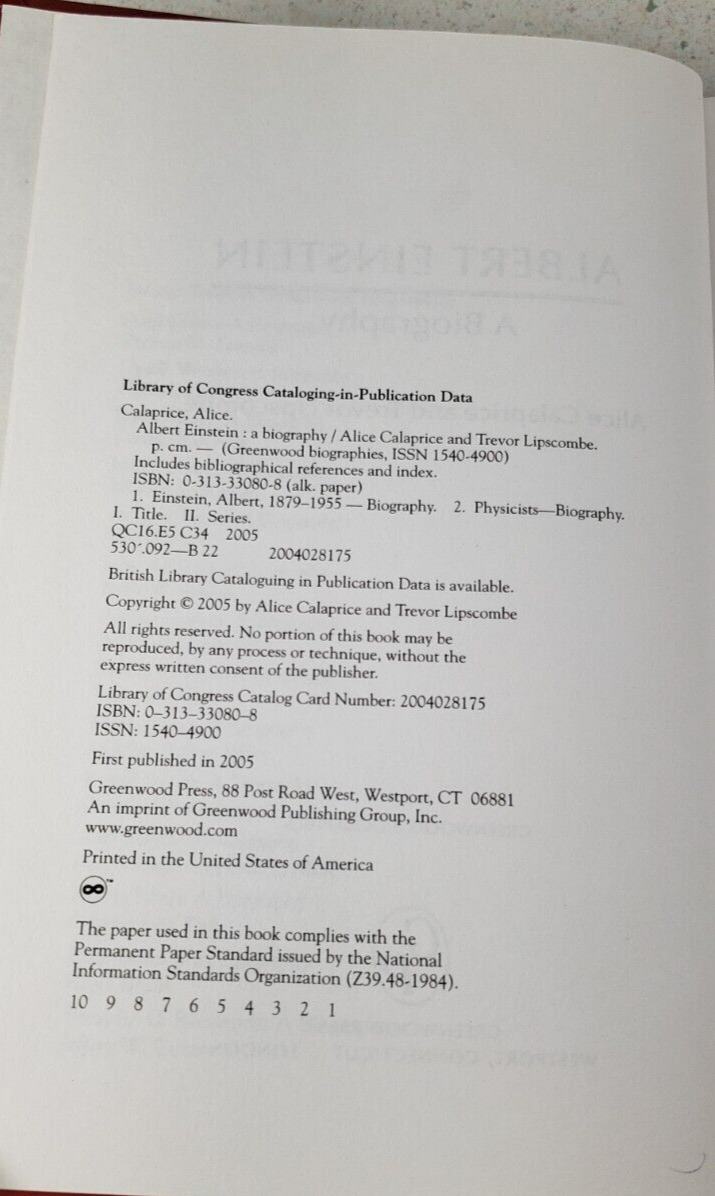 Library of Congress Cataloging-in-Publication Data
Calaprice, Alice.
Albert Einstein : a biography / Alice Calaprice and Trevor Lipscombe.
p. cm. — (Greenwood biographies, ISSN 1540-4900)
Includes bibliographical references and index.
ISBN: 0-313-33080-8 (alk. paper)
1. Einstein, Albert, 1879–1955 — Biography. 2. Physicists—Biography.
I. Title. II. Series.
QC16.E5 C34 2005
530´.092—B 22 2004028175
British Library Cataloguing in Publication Data is available.
Copyright © 2005 by Alice Calaprice and Trevor Lipscombe
All rights reserved. No portion of this book may be
reproduced, by any process or technique, without the
express written consent of the publisher.
Library of Congress Catalog Card Number: 2004028175
ISBN: 0–313–33080–8
ISSN: 1540–4900
First published in 2005
Greenwood Press, 88 Post Road West, Westport, CT 06881
An imprint of Greenwood Publishing Group, Inc.
www.greenwood.com
Printed in the United States of America
∞™
The paper used in this book complies with the
Permanent Paper Standard issued by the National
Information Standards Organization (Z39.48-1984).
10 9 8 7 6 5 4 3 2 1